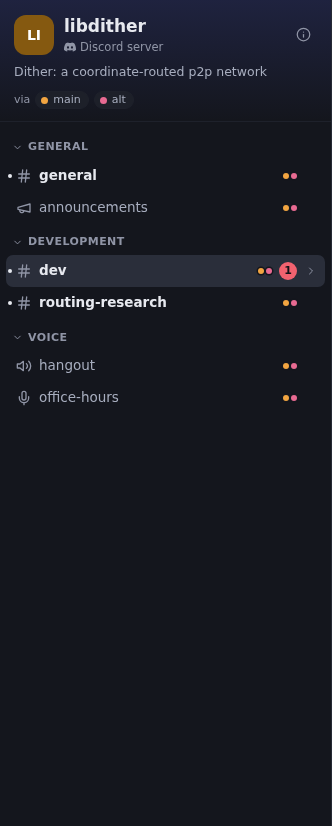 LI
libdither
Discord server
Dither: a coordinate-routed p2p network
via main alt
GENERAL
general
announcements
DEVELOPMENT
dev 1
routing-research
VOICE
hangout
office-hours